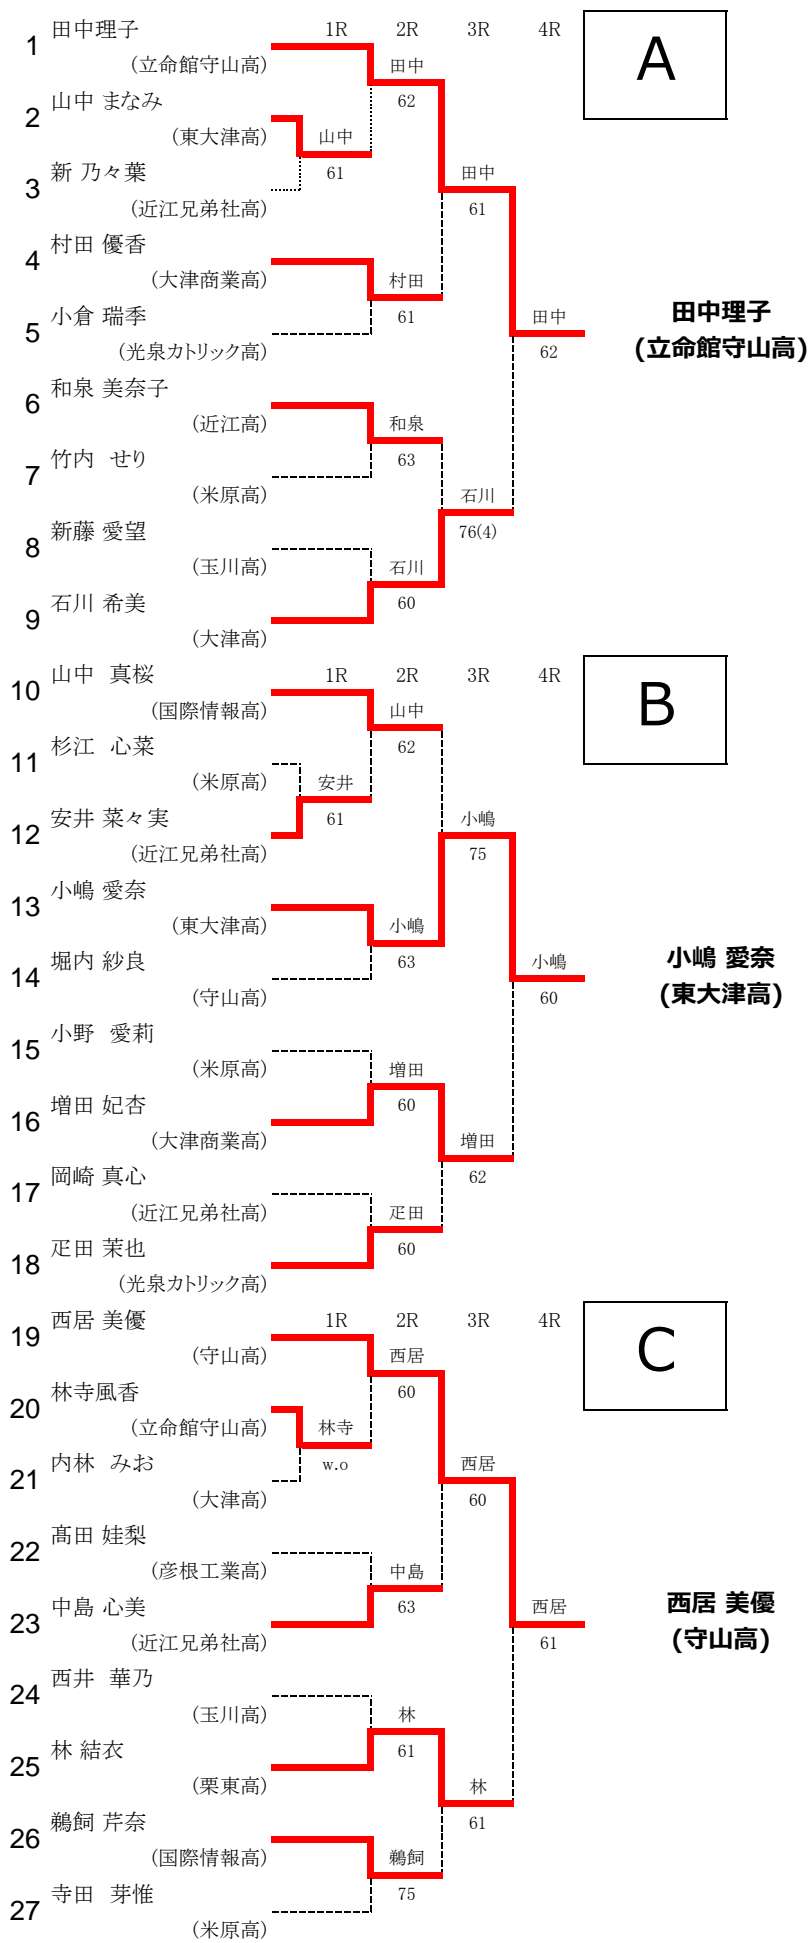 1R 2R 3R 4R
A
1 田中理子
(立命館守山高)
田中
62
2 山中 まなみ
(東大津高)
山中
61
3 新 乃々葉
(近江兄弟社高)
田中
61
4 村田 優香
(大津商業高)
村田
61
5 小倉 瑞季
(光泉カトリック高)
田中
62
田中理子
(立命館守山高)
6 和泉 美奈子
(近江高)
和泉
63
7 竹内 せり
(米原高)
石川
76(4)
8 新藤 愛望
(玉川高)
石川
60
9 石川 希美
(大津高)
1R 2R 3R 4R
B
10 山中 真桜
(国際情報高)
山中
62
11 杉江 心菜
(米原高)
安井
61
12 安井 菜々実
(近江兄弟社高)
小嶋
75
13 小嶋 愛奈
(東大津高)
小嶋
63
14 堀内 紗良
(守山高)
小嶋
60
小嶋 愛奈
(東大津高)
15 小野 愛莉
(米原高)
増田
60
16 増田 妃杏
(大津商業高)
増田
62
17 岡崎 真心
(近江兄弟社高)
疋田
60
18 疋田 茉也
(光泉カトリック高)
1R 2R 3R 4R
C
19 西居 美優
(守山高)
西居
60
20 林寺風香
(立命館守山高)
林寺
w.o
21 内林 みお
(大津高)
西居
60
22 髙田 娃梨
(彦根工業高)
中島
63
23 中島 心美
(近江兄弟社高)
西居
61
西居 美優
(守山高)
24 西井 華乃
(玉川高)
林
61
25 林 結衣
(栗東高)
林
61
26 鵜飼 芹奈
(国際情報高)
鵜飼
75
27 寺田 芽惟
(米原高)